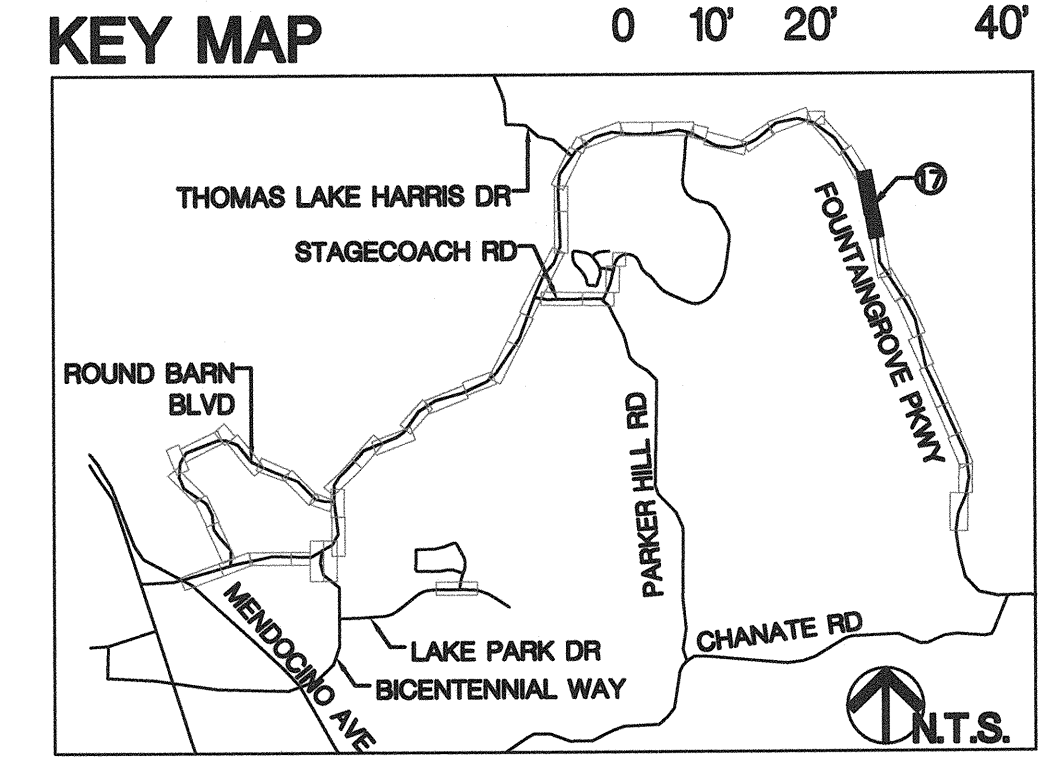 KEY MAP
0 10' 20' 40'
THOMAS LAKE HARRIS DR
17
STAGECOACH RD
FOUNTAINGROVE PKWY
ROUND BARN
BLVD
PARKER HILL RD
MENDOCINO AVE
CHANATE RD
LAKE PARK DR
BICENTENNIAL WAY
N.T.S.